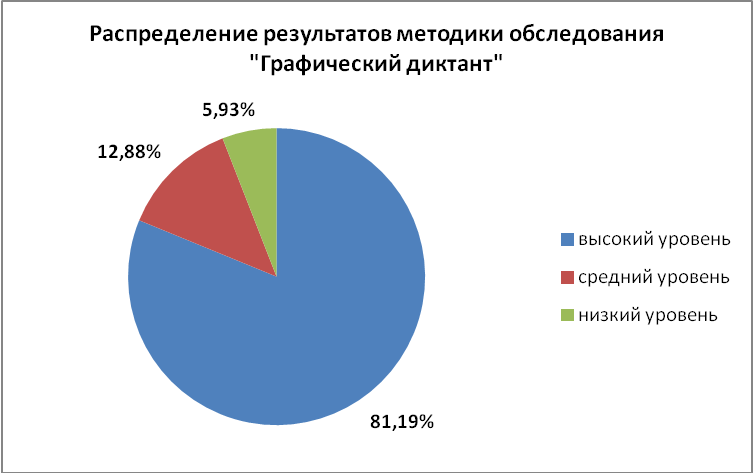 Распределение результатов методики обследования
"Графический диктант"
5,93%
12,88%
высокий уровень
средний уровень
низкий уровень
81,19%